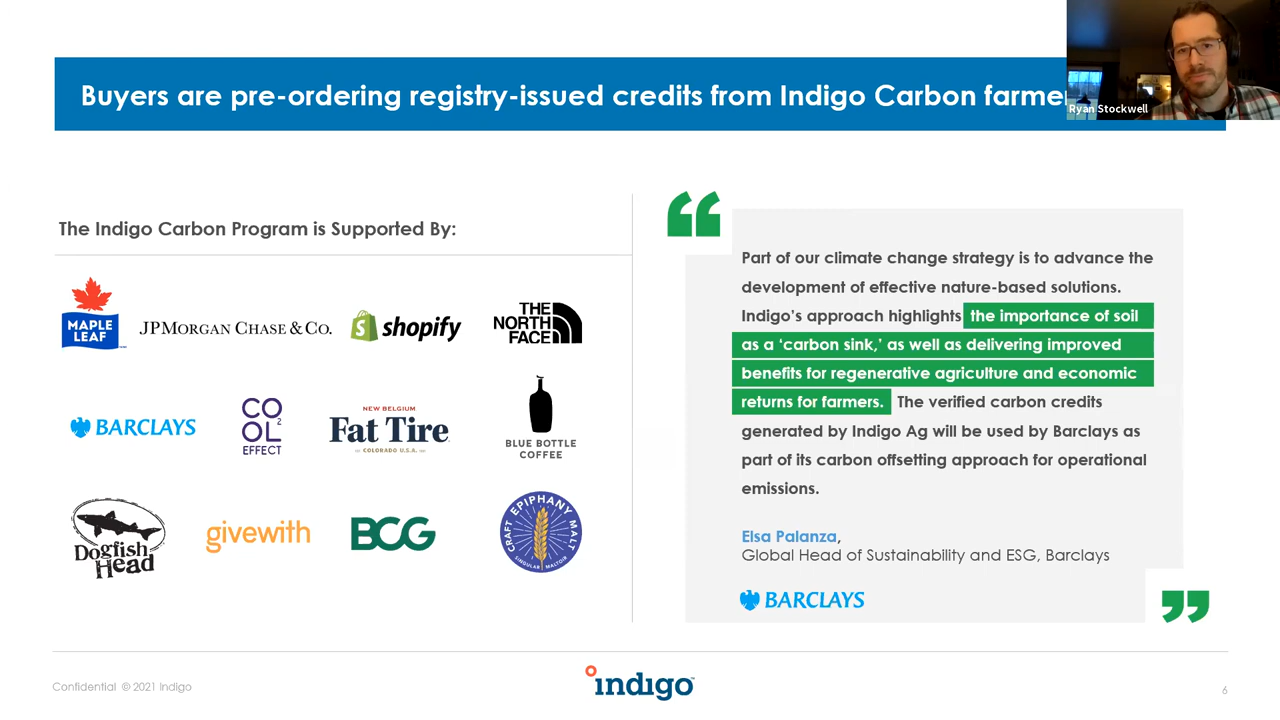 Buyers are pre-ordering registry-issued credits from Indigo Carbon farmer
Ryan Stockwell
The Indigo Carbon Program is Supported By:
MAPLE
LEAF
JPMORGAN CHASE & CO.
shopify
THE
NORTH
FACE
BARCLAYS
CO2
OL
EFFECT
NEW BELGIUM
Fat Tire
COLORADO U.S.A.
BLUE BOTTLE
COFFEE
Dogfish
Head
givewith
BCG
CRAFT EPIPHANY MALT
SINGULAR MALTOIR
Part of our climate change strategy is to advance the
development of effective nature-based solutions.
Indigo's approach highlights the importance of soil
as a 'carbon sink,' as well as delivering improved
benefits for regenerative agriculture and economic
returns for farmers. The verified carbon credits
generated by Indigo Ag will be used by Barclays as
part of its carbon offsetting approach for operational
emissions.
Elsa Palanza,
Global Head of Sustainability and ESG, Barclays
BARCLAYS
Confidential © 2021 Indigo
indigo
6